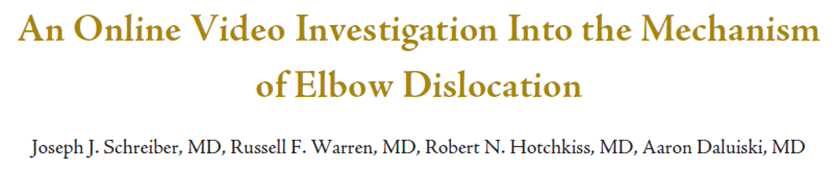 An Online Video Investigation Into the Mechanism
of Elbow Dislocation
Joseph J. Schreiber, MD, Russell F. Warren, MD, Robert N. Hotchkiss, MD, Aaron Daluiski, MD